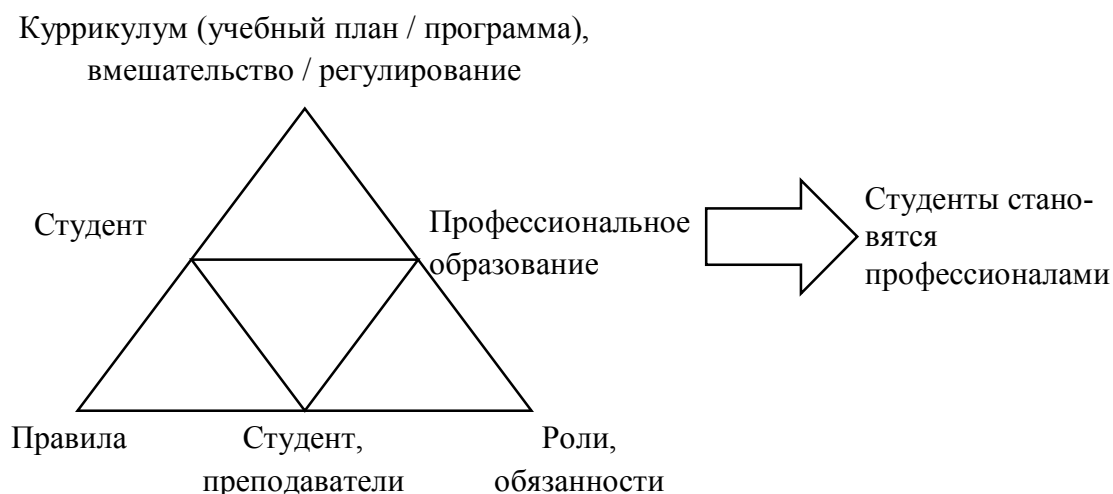 Куррикулум (учебный план / программа),
вмешательство / регулирование
Студент
Профессиональное
образование
Студенты стано-
вятся
профессионалами
Правила
Студент,
преподаватели
Роли,
обязанности